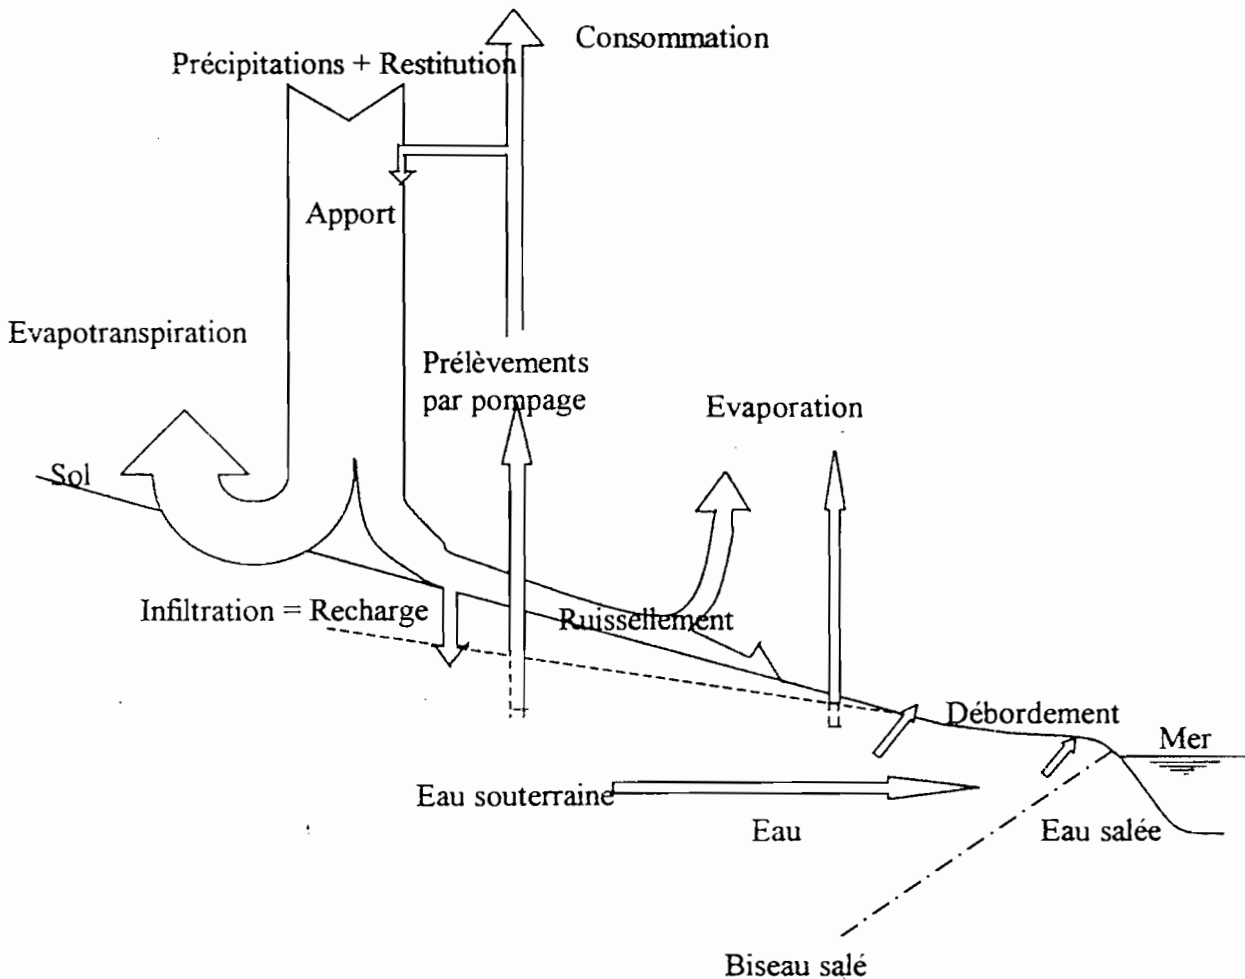 Consommation
Précipitations + Restitution
Apport
Evapotranspiration
Prélèvements
par pompage
Evaporation
Sol
Infiltration = Recharge
Ruissellement
Débordement
Mer
Eau souterraine
Eau
Eau salée
Biseau salé